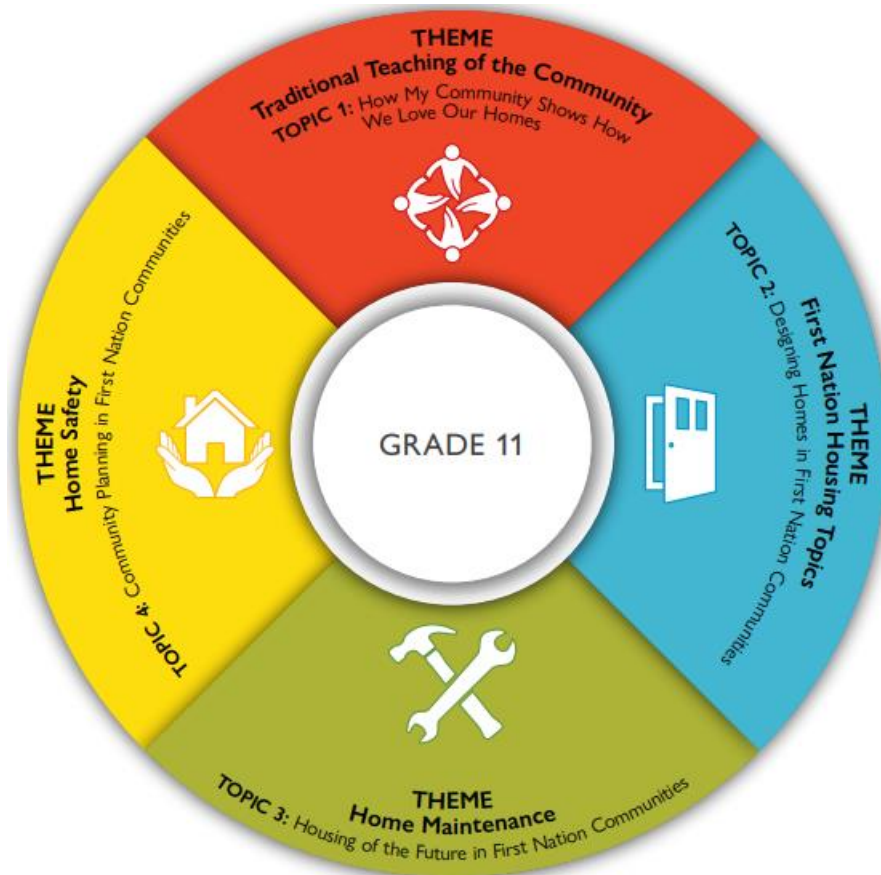 THEME
Traditional Teaching of the Community
TOPIC 1: How My Community Shows How
We Love Our Homes
THEME
First Nation Housing Topics
TOPIC 2: Designing Homes in First Nation Communities
GRADE 11
THEME
Home Maintenance
TOPIC 3: Housing of the Future in First Nation Communities
THEME
Home Safety
TOPIC 4: Community Planning in First Nation Communities